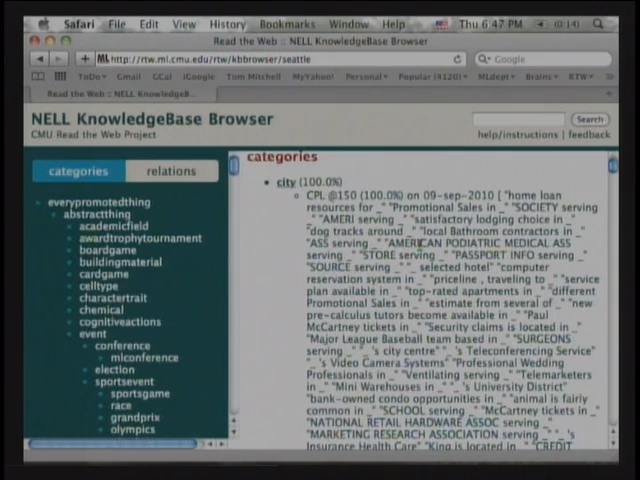 Safari File Edit View History Bookmarks Window Help Thu 6:47 PM (0:14)
Read the Web :: NELL KnowledgeBase Browser
http://rtw.ml.cmu.edu/rtw/kbbrowser/seattle
Google
ToDo Gmail GCal iGoogle Tom Mitchell MyYahoo! Personal Popular (4120) MLdept Brains RTW
Read the Web :: NELL KnowledgeB...
NELL KnowledgeBase Browser
CMU Read the Web Project
Search
help/instructions | feedback
categories relations
everypromotedthing
abstractthing
academicfield
awardtrophytournament
boardgame
buildingmaterial
cardgame
celltype
charactertrait
chemical
cognitiveactions
event
conference
mlconference
election
sportsevent
sportsgame
race
grandprix
olympics
categories
city (100.0%)
CPL @150 (100.0%) on 09-sep-2010 [ "home loan
resources for _" "Promotional Sales in _" "SOCIETY serving
_" "AMERI serving _" "satisfactory lodging choice in _"
"dog tracks around _" "local Bathroom contractors in _"
"ASS serving _" "AMERICAN PODIATRIC MEDICAL ASS
serving _" "STORE serving _" "PASSPORT INFO serving _"
"SOURCE serving _" "_ selected hotel" "computer
reservation system in _" "priceline , traveling to _" "service
plan available in _" "top-rated apartments in _" "different
Promotional Sales in _" "estimate from several of _" "new
pre-calculus tutors become available in _" "Paul
McCartney tickets in _" "Security claims is located in _"
"Major League Baseball team based in _" "SURGEONS
serving _" "_ 's city centre" "_ 's Teleconferencing Service"
"_ 's Video Camera Systems" "Professional Wedding
Professionals in _" "Ventilating serving _" "Telemarketers
in _" "Mini Warehouses in _" "_ 's University District"
"bank-owned condo opportunities in _" "animal is fairly
common in _" "SCHOOL serving _" "McCartney tickets in _"
"NATIONAL RETAIL HARDWARE ASSOC serving _"
"MARKETING RESEARCH ASSOCIATION serving _" "_ 's
Insurance Health Care" "King is located in _" "CREDIT